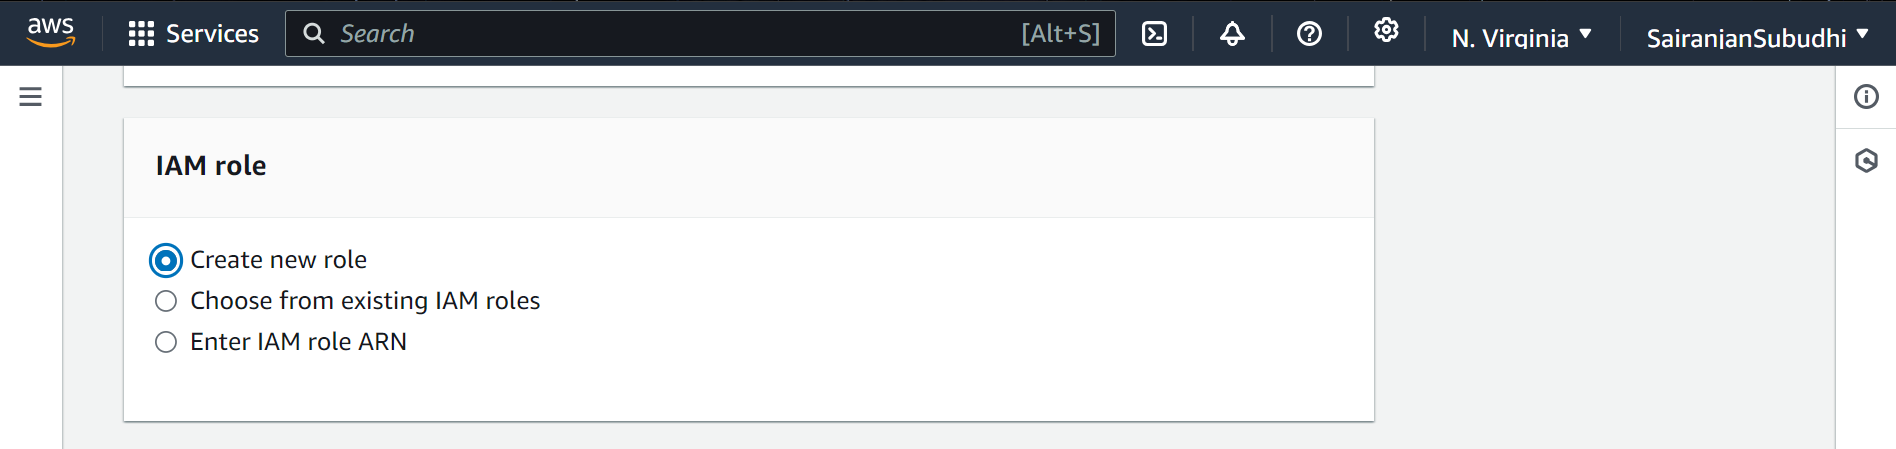 aws Services Search [Alt+S] N. Virginia SairanjanSubudhi
IAM role
Create new role
Choose from existing IAM roles
Enter IAM role ARN